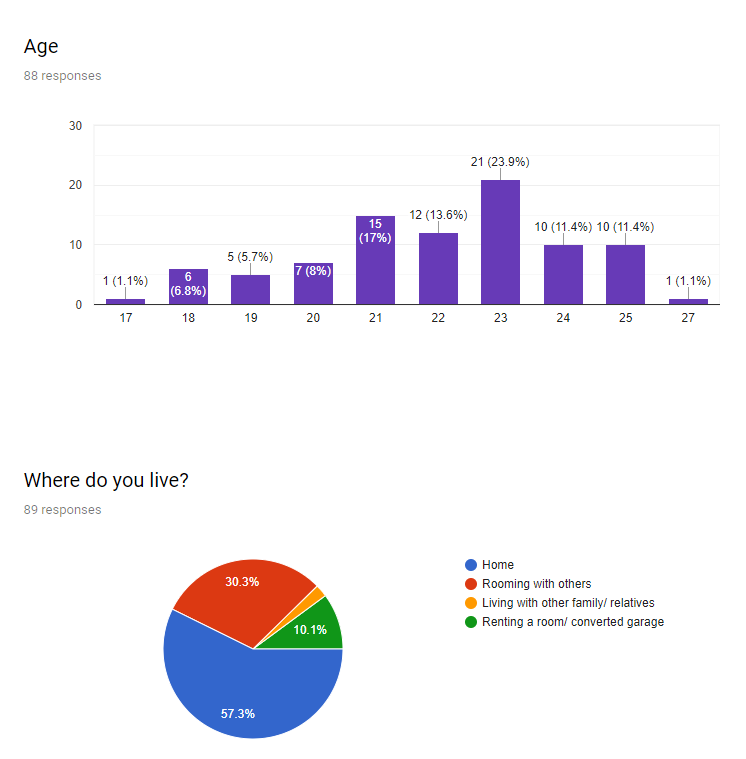 Age
88 responses
30
20
10
0
1 (1.1%)
6
(6.8%)
5 (5.7%)
7 (8%)
15
(17%)
12 (13.6%)
21 (23.9%)
10 (11.4%)
10 (11.4%)
1 (1.1%)
17 18 19 20 21 22 23 24 25 27
Where do you live?
89 responses
30.3%
10.1%
57.3%
Home
Rooming with others
Living with other family/ relatives
Renting a room/ converted garage